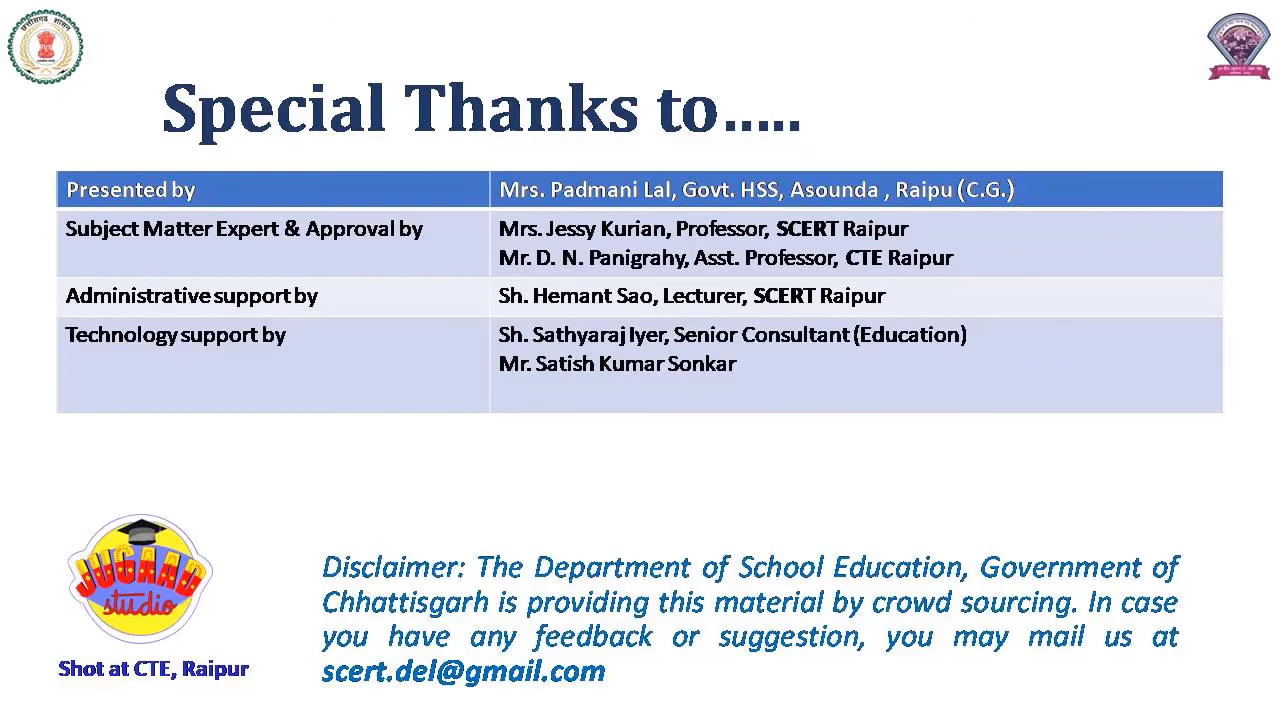 छत्तीसगढ़ शासन
Special Thanks to.....
Presented by
Mrs. Padmani Lal, Govt. HSS, Asounda , Raipu (C.G.)
Subject Matter Expert & Approval by
Mrs. Jessy Kurian, Professor, SCERT Raipur
Mr. D. N. Panigrahy, Asst. Professor, CTE Raipur
Administrative support by
Sh. Hemant Sao, Lecturer, SCERT Raipur
Technology support by
Sh. Sathyaraj Iyer, Senior Consultant (Education)
Mr. Satish Kumar Sonkar
JUGAAD
studio
Shot at CTE, Raipur
Disclaimer: The Department of School Education, Government of
Chhattisgarh is providing this material by crowd sourcing. In case
you have any feedback or suggestion, you may mail us at
scert.del@gmail.com